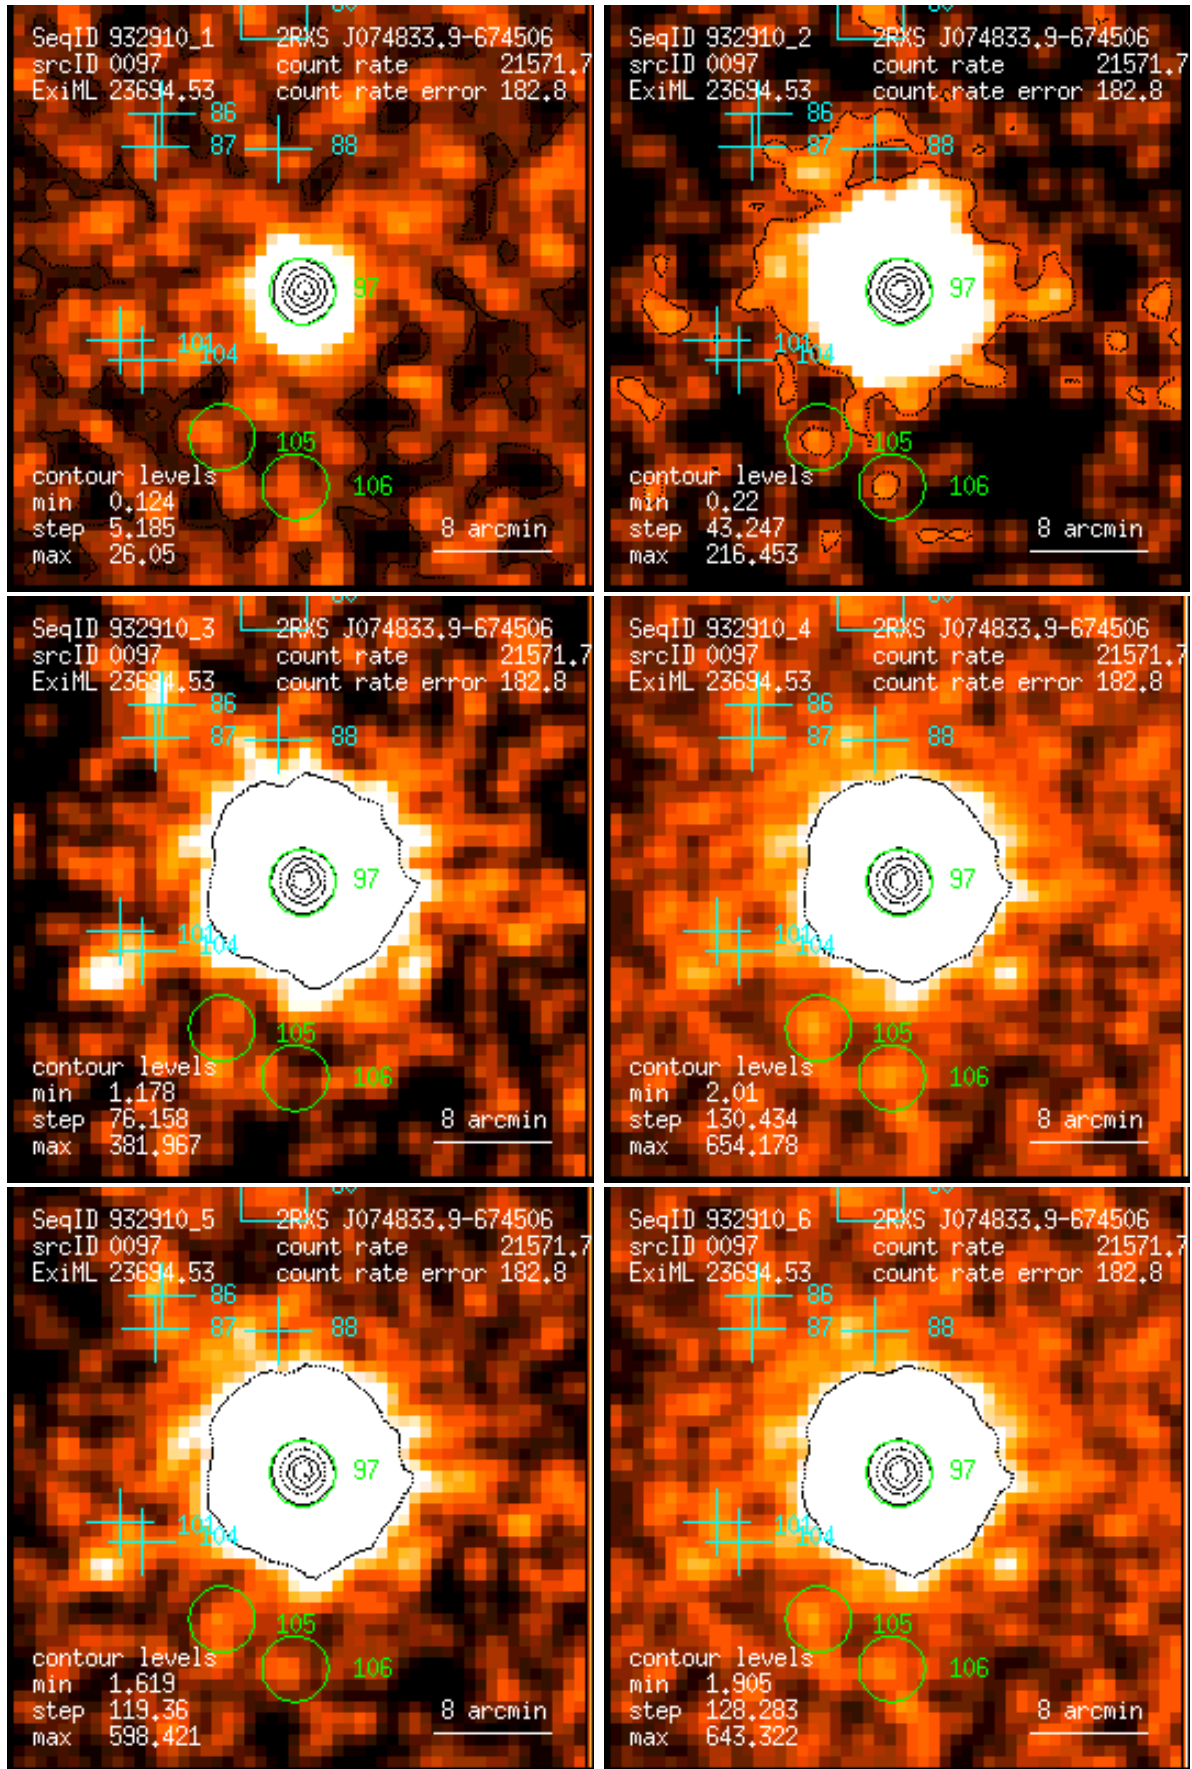 SeqID 932910_1 2RXS J074833.9-674506
srcID 0097 count rate 21571.7
ExiML 23694.53 count rate error 182.8
86
87 88
97
101 104
105
106
contour levels
min 0.124
step 5.185 8 arcmin
max 26.05
SeqID 932910_2 2RXS J074833.9-674506
srcID 0097 count rate 21571.7
ExiML 23694.53 count rate error 182.8
86
87 88
97
101 104
105
106
contour levels
min 0.22
step 43.247 8 arcmin
max 216.453
SeqID 932910_3 2RXS J074833.9-674506
srcID 0097 count rate 21571.7
ExiML 23694.53 count rate error 182.8
86
87 88
97
101 104
105
106
contour levels
min 1.178
step 76.158 8 arcmin
max 381.967
SeqID 932910_4 2RXS J074833.9-674506
srcID 0097 count rate 21571.7
ExiML 23694.53 count rate error 182.8
86
87 88
97
101 104
105
106
contour levels
min 2.01
step 130.434 8 arcmin
max 654.178
SeqID 932910_5 2RXS J074833.9-674506
srcID 0097 count rate 21571.7
ExiML 23694.53 count rate error 182.8
86
87 88
97
101 104
105
106
contour levels
min 1.619
step 119.36 8 arcmin
max 598.421
SeqID 932910_6 2RXS J074833.9-674506
srcID 0097 count rate 21571.7
ExiML 23694.53 count rate error 182.8
86
87 88
97
101 104
105
106
contour levels
min 1.905
step 128.283 8 arcmin
max 643.322